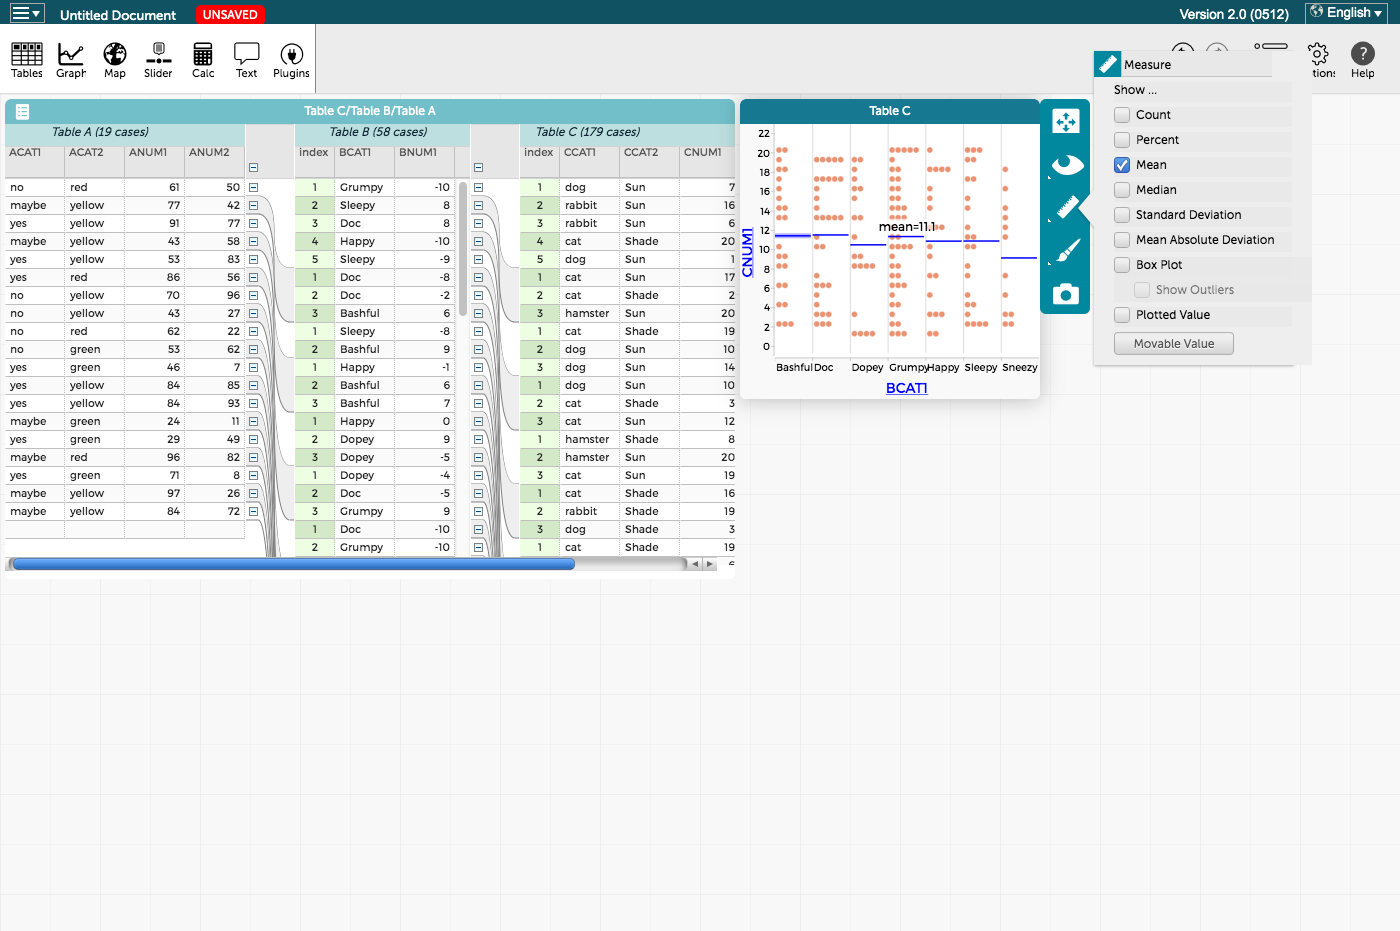 Untitled Document UNSAVED Version 2.0 (0512) English
Tables Graph Map Slider Calc Text Plugins tions Help
Table C/Table B/Table A
Table A (19 cases) Table B (58 cases) Table C (179 cases)
ACAT1 ACAT2 ANUM1 ANUM2 index BCAT1 BNUM1 index CCAT1 CCAT2 CNUM1
no red 61 50 1 Grumpy -10 1 dog Sun 7
maybe yellow 77 42 2 Sleepy 8 2 rabbit Sun 16
yes yellow 91 77 3 Doc 8 3 rabbit Sun 6
maybe yellow 43 58 4 Happy -10 4 cat Shade 20
yes yellow 53 83 5 Sleepy -9 5 dog Sun 1
yes red 86 56 1 Doc -8 1 cat Sun 17
no yellow 70 96 2 Doc -2 2 cat Shade 2
no yellow 43 27 3 Bashful 6 3 hamster Sun 20
no red 62 22 1 Sleepy -8 1 cat Shade 19
no green 53 62 2 Bashful 9 2 dog Sun 10
yes green 46 7 1 Happy -1 3 dog Sun 14
yes yellow 84 85 2 Bashful 6 1 dog Sun 10
yes yellow 84 93 3 Bashful 7 2 cat Shade 3
maybe green 24 11 1 Happy 0 3 cat Sun 12
yes green 29 49 2 Dopey 9 1 hamster Shade 8
maybe red 96 82 3 Dopey -5 2 hamster Sun 20
yes green 71 8 1 Dopey -4 3 cat Sun 19
maybe yellow 97 26 2 Doc -5 1 cat Shade 16
maybe yellow 84 72 3 Grumpy 9 2 rabbit Shade 19
1 Doc -10 3 dog Shade 3
2 Grumpy -10 1 cat Shade 19
Table C
22
20
18
16
14
12
10
8
6
4
2
0
CNUM1
mean=11.1
Bashful Doc Dopey Grumpy Happy Sleepy Sneezy
BCAT1
Measure
Show ...
Count
Percent
Mean
Median
Standard Deviation
Mean Absolute Deviation
Box Plot
Show Outliers
Plotted Value
Movable Value